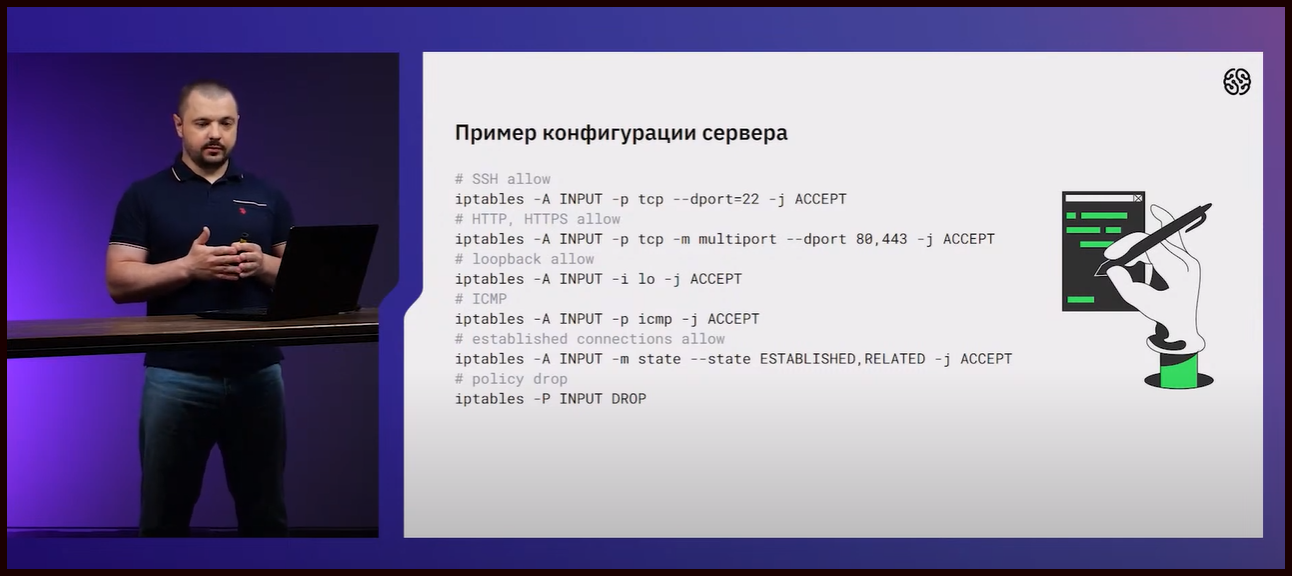 Пример конфигурации сервера
# SSH allow
iptables -A INPUT -p tcp --dport=22 -j ACCEPT
# HTTP, HTTPS allow
iptables -A INPUT -p tcp -m multiport --dport 80,443 -j ACCEPT
# loopback allow
iptables -A INPUT -i lo -j ACCEPT
# ICMP
iptables -A INPUT -p icmp -j ACCEPT
# established connections allow
iptables -A INPUT -m state --state ESTABLISHED,RELATED -j ACCEPT
# policy drop
iptables -P INPUT DROP